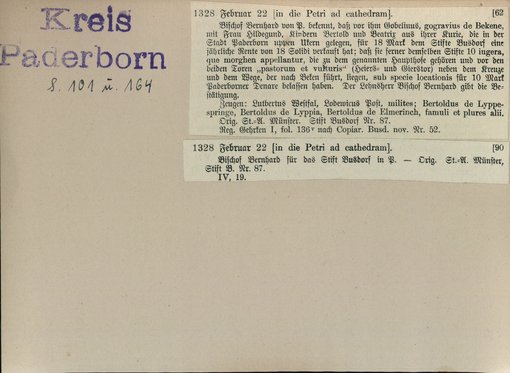 Kreis
Paderborn
S. 101 u. 164
1328 Februar 22 [in die Petri ad cathedram]. [62
Bischof Bernhard von P. bekennt, daß vor ihm Gobelinus, gogravius de Bekene,
mit Frau Hildegund, Kindern Bertold und Beatrix aus ihrer Kurie, die in der
Stadt Paderborn uppen Ukern gelegen, für 18 Mark dem Stifte Busdorf eine
jährliche Rente von 18 Solidi verkauft hat; daß sie ferner demselben Stifte 10 iugera,
que morghen appellantur, die zu dem genannten Haupthofe gehören und vor den
beiden Toren „pastorum et vulturis“ (Heiers- und Gierstor) neben dem Kreuze
und dem Wege, der nach Beken führt, liegen, sub specie locationis für 10 Mark
Paderborner Denare belassen haben. Der Lehnsherr Bischof Bernhard gibt die Be-
stätigung.
Zeugen: Lutbertus Westfal, Lodewicus Post, milites; Bertoldus de Lyppe-
springe, Bertoldus de Lyppia, Bertoldus de Elmerinch, famuli et plures alii.
Orig. St.-A. Münster. Stift Busdorf Nr. 87.
Reg. Gehrken I, fol. 136v nach Copiar. Busd. nov. Nr. 52.
1328 Februar 22 [in die Petri ad cathedram]. [90
Bischof Bernhard für das Stift Busdorf in P. — Orig. St.-A. Münster,
Stift B. Nr. 87.
IV, 19.